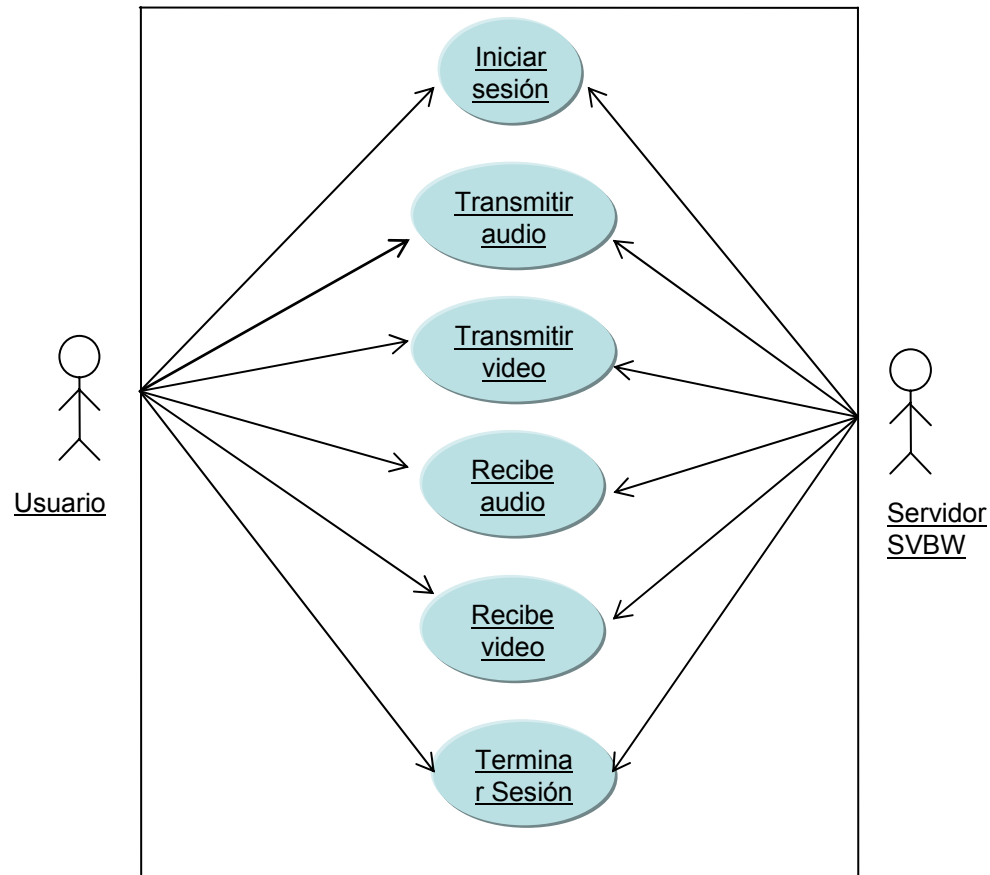 Iniciar
sesión
Transmitir
audio
Transmitir
video
Recibe
audio
Usuario
Servidor
SVBW
Recibe
video
Termina
r Sesión